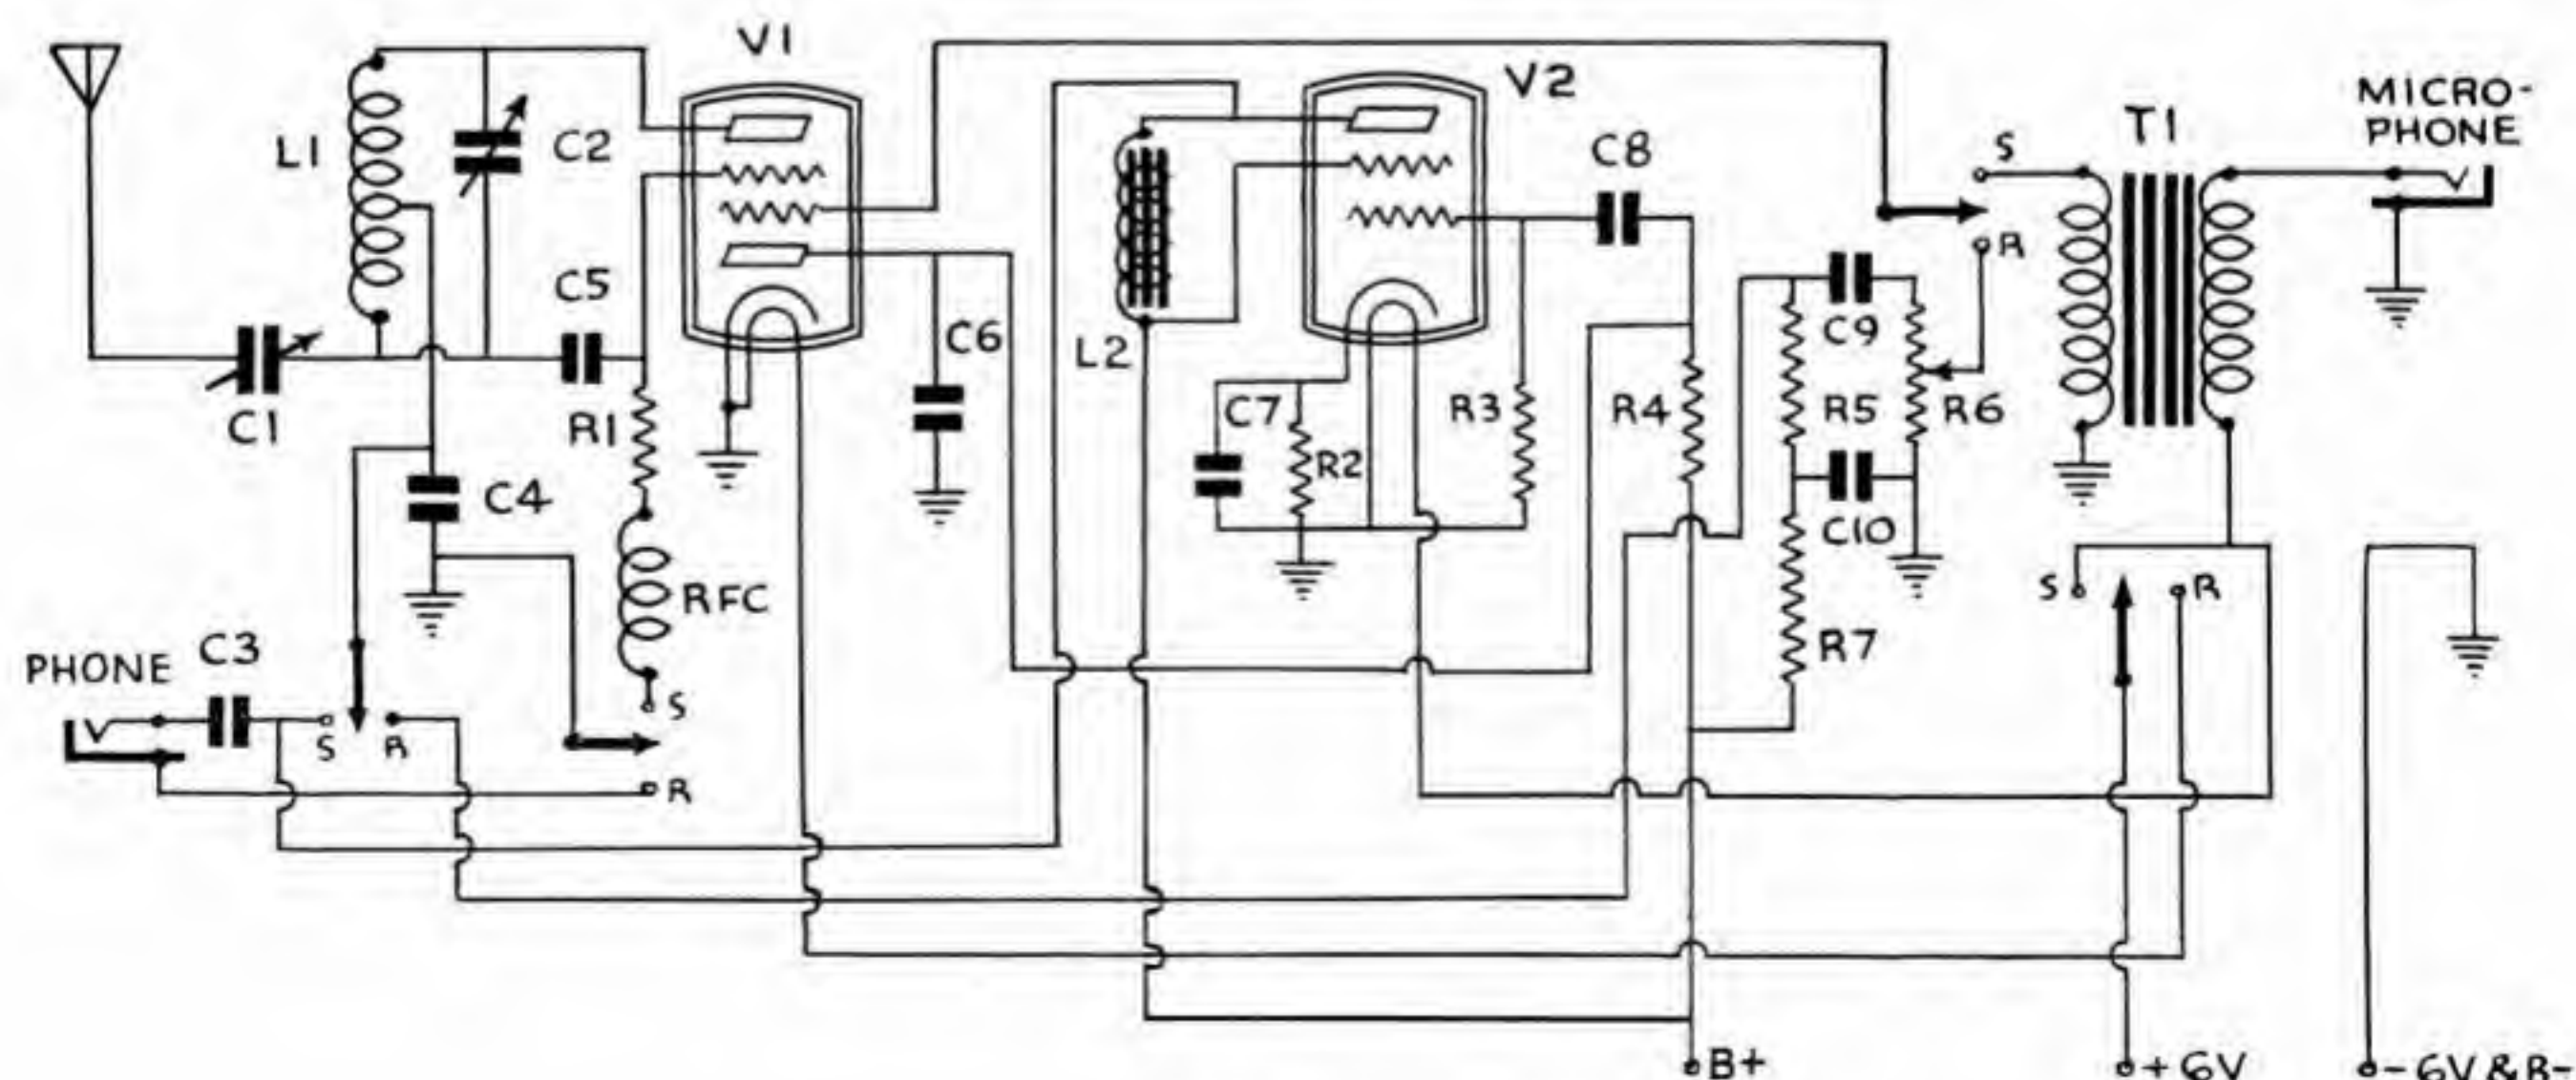 V1
V2
MICRO-
PHONE
T1
L1
C2
C8
S
R
C5
C6
L2
C9
C1
R1
C7
R2
R3
R4
R5
R6
C4
C10
RFC
S
R
R7
PHONE
C3
S
R
S
R
B+
+6V
-6V&B-